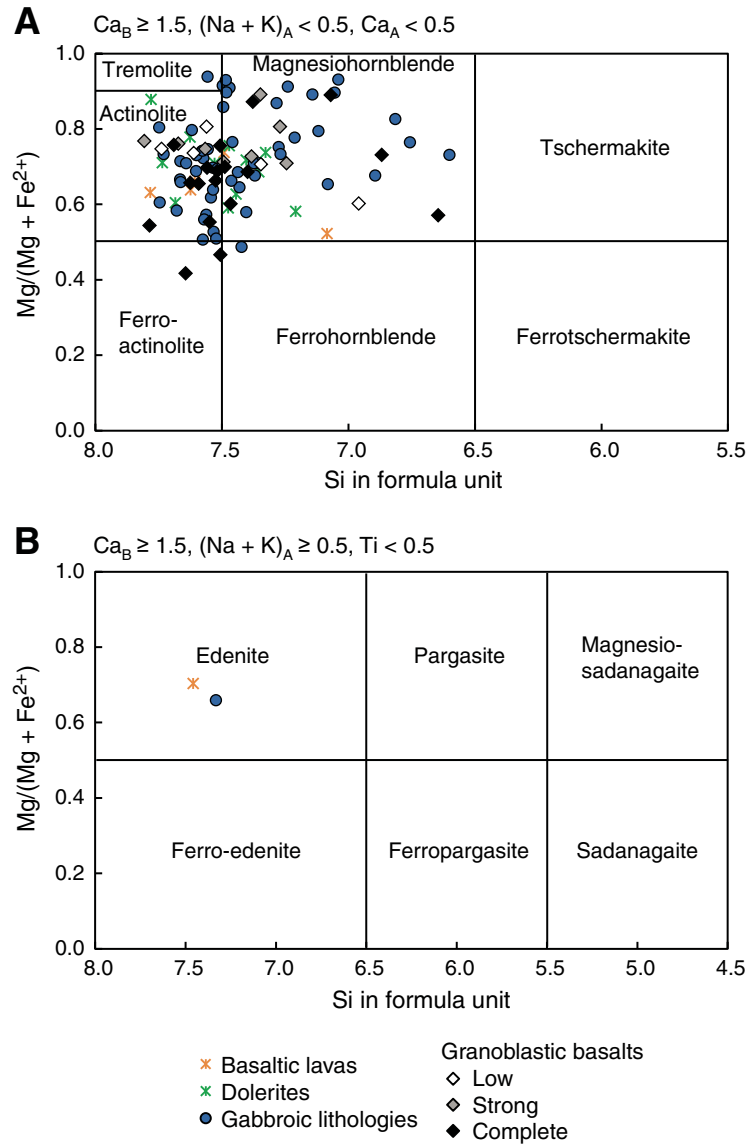 A
Ca_B ≥ 1.5, (Na + K)_A < 0.5, Ca_A < 0.5
1.0
0.8
0.6
0.4
0.2
0.0
Mg/(Mg + Fe²⁺)
Tremolite
Magnesiohornblende
Actinolite
Tschermakite
Ferro-
actinolite
Ferrohornblende
Ferrotschermakite
8.0 7.5 7.0 6.5 6.0 5.5
Si in formula unit
B
Ca_B ≥ 1.5, (Na + K)_A ≥ 0.5, Ti < 0.5
1.0
0.8
0.6
0.4
0.2
0.0
Mg/(Mg + Fe²⁺)
Edenite
Pargasite
Magnesio-
sadanagaite
Ferro-edenite
Ferropargasite
Sadanagaite
8.0 7.5 7.0 6.5 6.0 5.5 5.0 4.5
Si in formula unit
Basaltic lavas
Dolerites
Gabbroic lithologies
Granoblastic basalts
Low
Strong
Complete